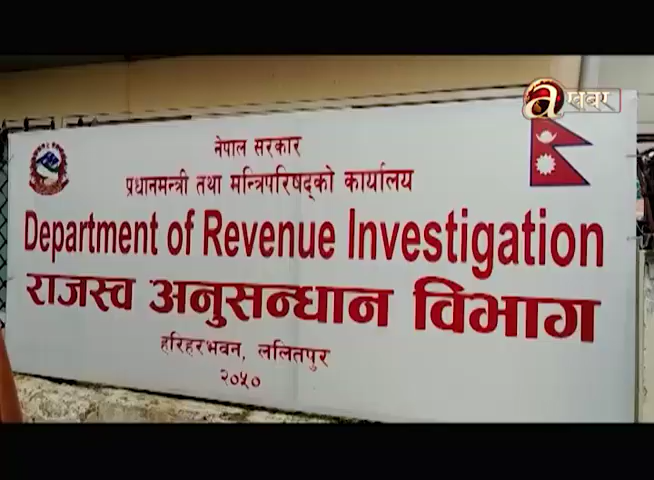 a खबर
नेपाल सरकार
प्रधानमन्त्री तथा मन्त्रिपरिषद्को कार्यालय
Department of Revenue Investigation
राजस्व अनुसन्धान विभाग
हरिहरभवन, ललितपुर
२०५०